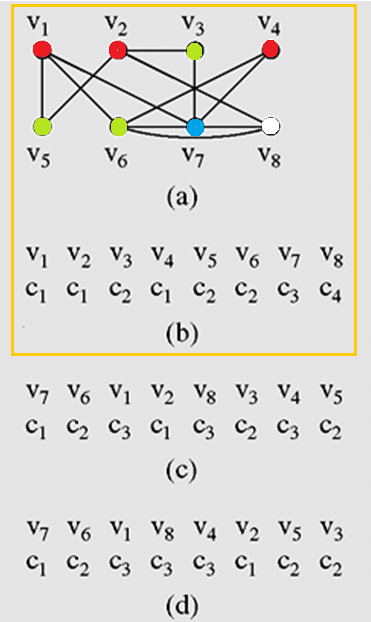 v₁ v₂ v₃ v₄
v₅ v₆ v₇ v₈
(a)
v₁ v₂ v₃ v₄ v₅ v₆ v₇ v₈
c₁ c₁ c₂ c₁ c₂ c₂ c₃ c₄
(b)
v₇ v₆ v₁ v₂ v₈ v₃ v₄ v₅
c₁ c₂ c₃ c₁ c₃ c₂ c₃ c₂
(c)
v₇ v₆ v₁ v₈ v₄ v₂ v₅ v₃
c₁ c₂ c₃ c₃ c₃ c₁ c₂ c₂
(d)